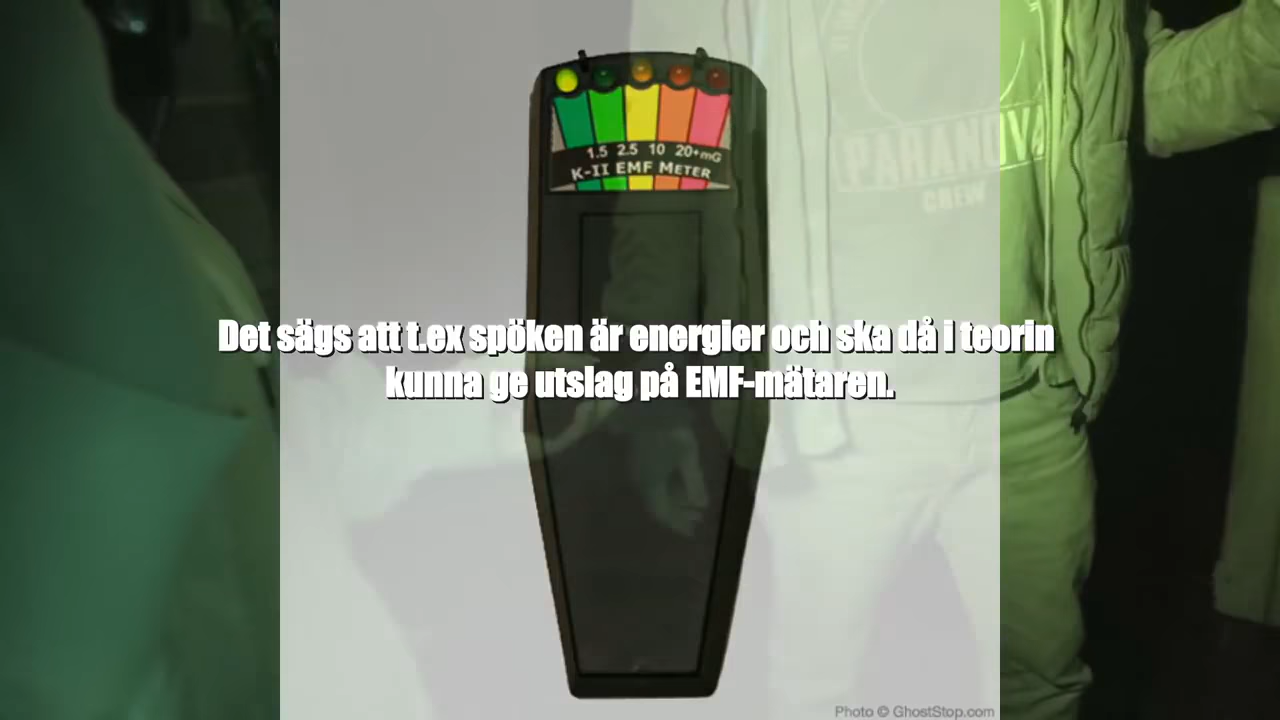 1.5 2.5 10 20+mG
K-II EMF METER
PARANOVA
CREW
Det sägs att t.ex spöken är energier och ska då i teorin
kunna ge utslag på EMF-mätaren.
Photo © GhostStop.com